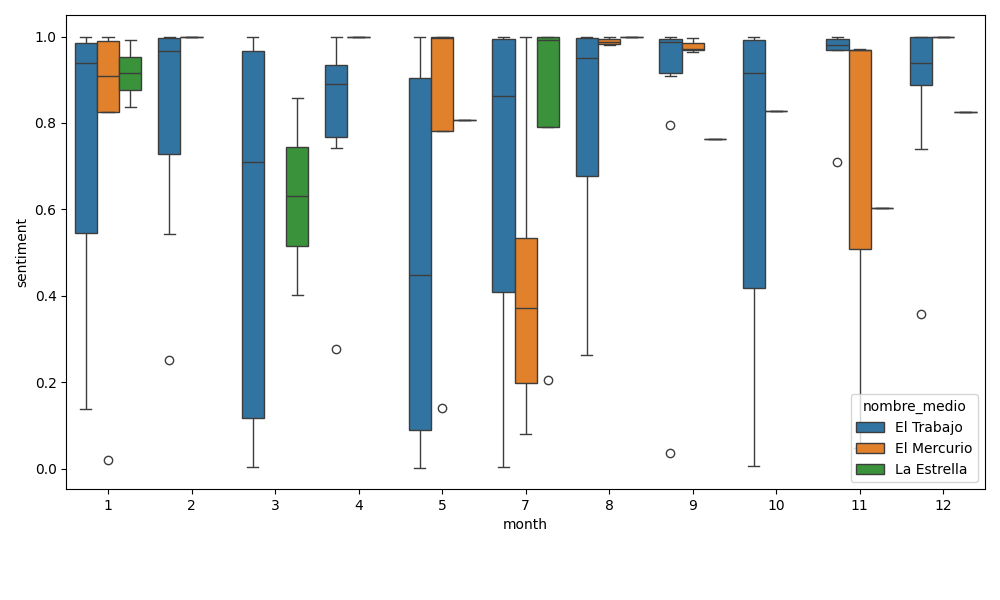 1.0
0.8
0.6
0.4
0.2
0.0
sentiment
1 2 3 4 5 7 8 9 10 11 12
month
nombre_medio
El Trabajo
El Mercurio
La Estrella